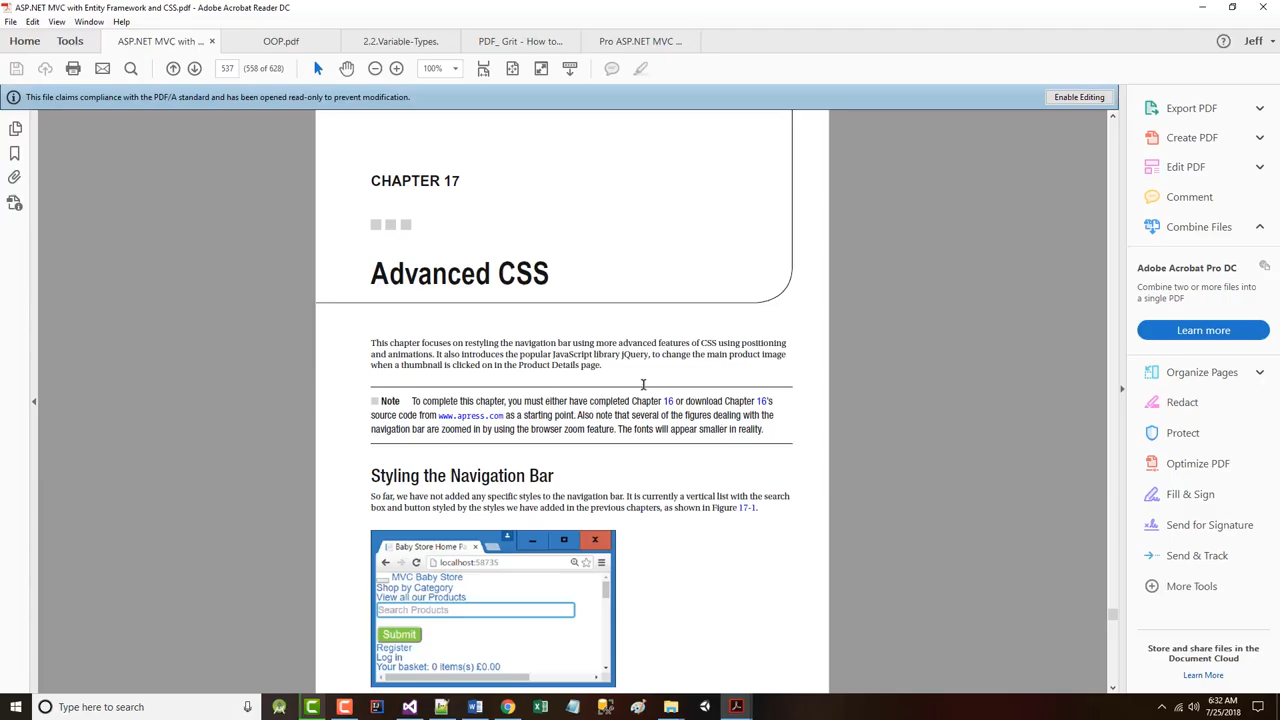 ASP.NET MVC with Entity Framework and CSS.pdf - Adobe Acrobat Reader DC
File Edit View Window Help
Home Tools ASP.NET MVC with ... × OOP.pdf 2.2.Variable-Types. PDF_ Grit - How to... Pro ASP.NET MVC ... Jeff
537 (558 of 628) 100%
This file claims compliance with the PDF/A standard and has been opened read-only to prevent modification. Enable Editing
CHAPTER 17
Advanced CSS
This chapter focuses on restyling the navigation bar using more advanced features of CSS using positioning
and animations. It also introduces the popular JavaScript library jQuery, to change the main product image
when a thumbnail is clicked on in the Product Details page.
Note To complete this chapter, you must either have completed Chapter 16 or download Chapter 16's
source code from www.apress.com as a starting point. Also note that several of the figures dealing with the
navigation bar are zoomed in by using the browser zoom feature. The fonts will appear smaller in reality.
Styling the Navigation Bar
So far, we have not added any specific styles to the navigation bar. It is currently a vertical list with the search
box and button styled by the styles we have added in the previous chapters, as shown in Figure 17-1.
Baby Store Home Pa ×
localhost:58735
MVC Baby Store
Shop by Category
View all our Products
Search Products
Submit
Register
Log in
Your basket: 0 items(s) £0.00
Export PDF
Create PDF
Edit PDF
Comment
Combine Files
Adobe Acrobat Pro DC
Combine two or more files into
a single PDF
Learn more
Organize Pages
Redact
Protect
Optimize PDF
Fill & Sign
Send for Signature
Send & Track
More Tools
Store and share files in the
Document Cloud
Learn More
Type here to search
6:32 AM
7/25/2018